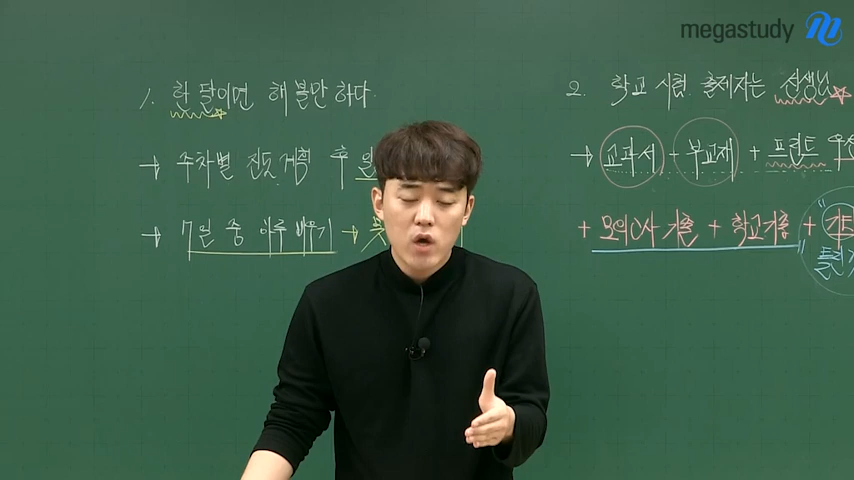 megastudy
1. 한 달이면 해볼만 하다.
→ 주차별 진도 계획 후
→ 7일 중 하루 비우기 →
2. 학교 시험 출제자는 선생님
→ 교과서 - 부교재 + 프린트
+ 모의고사 기출 + 학교기출 +